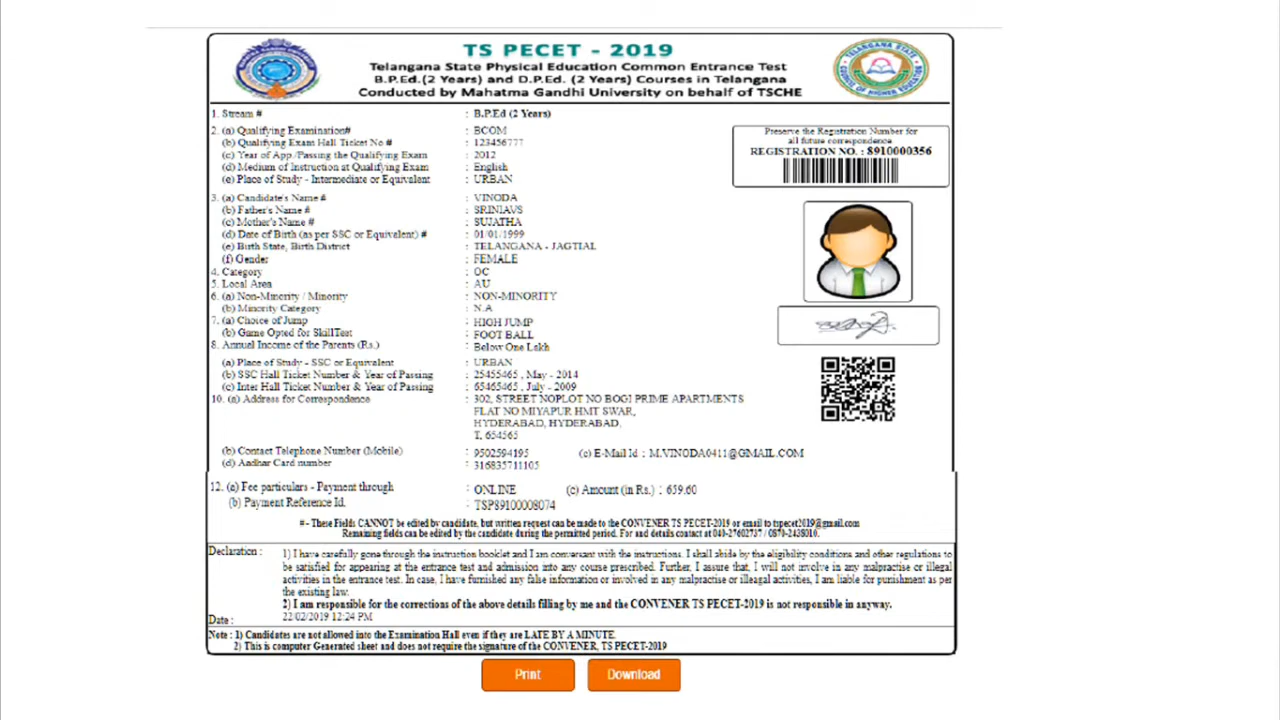 TS PECET - 2019
Telangana State Physical Education Common Entrance Test
B.P.Ed.(2 Years) and D.P.Ed. (2 Years) Courses in Telangana
Conducted by Mahatma Gandhi University on behalf of TSCHE
1. Stream # : B.P.Ed (2 Years)
2. (a) Qualifying Examination# : BCOM
(b) Qualifying Exam Hall Ticket No # : 123456777
(c) Year of App./Passing the Qualifying Exam : 2012
(d) Medium of Instruction at Qualifying Exam : English
(e) Place of Study - Intermediate or Equivalent : URBAN
Preserve the Registration Number for
all future correspondence
REGISTRATION NO. : 8910000356
3. (a) Candidate's Name # : VINODA
(b) Father's Name # : SRINIAVS
(c) Mother's Name # : SUJATHA
(d) Date of Birth (as per SSC or Equivalent) # : 01/01/1999
(e) Birth State, Birth District : TELANGANA - JAGTIAL
(f) Gender : FEMALE
4. Category : OC
5. Local Area : AU
6. (a) Non-Minority / Minority : NON-MINORITY
(b) Minority Category : N.A
7. (a) Choice of Jump : HIGH JUMP
(b) Game Opted for SkillTest : FOOT BALL
8. Annual Income of the Parents (Rs.) : Below One Lakh
(a) Place of Study - SSC or Equivalent : URBAN
(b) SSC Hall Ticket Number & Year of Passing : 25455465 , May - 2014
(c) Inter Hall Ticket Number & Year of Passing : 65465465 , July - 2009
10. (a) Address for Correspondence : 302, STREET NOPLOT NO BOGI PRIME APARTMENTS
FLAT NO MIYAPUR HMT SWAR,
HYDERABAD, HYDERABAD,
T, 654565
(b) Contact Telephone Number (Mobile) : 9502594195 (c) E-Mail Id : M.VINODA0411@GMAIL.COM
(d) Aadhar Card number : 316835711105
12. (a) Fee particulars - Payment through : ONLINE (c) Amount (in Rs.) : 659.60
(b) Payment Reference Id. : TSP89100008074
# - These Fields CANNOT be edited by candidate, but written request can be made to the CONVENER TS PECET-2019 or email to tspecet2019@gmail.com
Remaining fields can be edited by the candidate during the permitted period. For and details contact at 040-27602737 / 0870-2438010.
Declaration : 1) I have carefully gone through the instruction booklet and I am conversant with the instructions. I shall abide by the eligibility conditions and other regulations to
be satisfied for appearing at the entrance test and admission into any course prescribed. Further, I assure that, I will not involve in any malpractise or illegal
activities in the entrance test. In case, I have furnished any false information or involved in any malpractise or illeagal activities, I am liable for punishment as per
the existing law.
2) I am responsible for the corrections of the above details filling by me and the CONVENER TS PECET-2019 is not responsible in anyway.
Date : 22/02/2019 12:24 PM
Note : 1) Candidates are not allowed into the Examination Hall even if they are LATE BY A MINUTE.
2) This is computer Generated sheet and does not require the signature of the CONVENER, TS PECET-2019
Print
Download